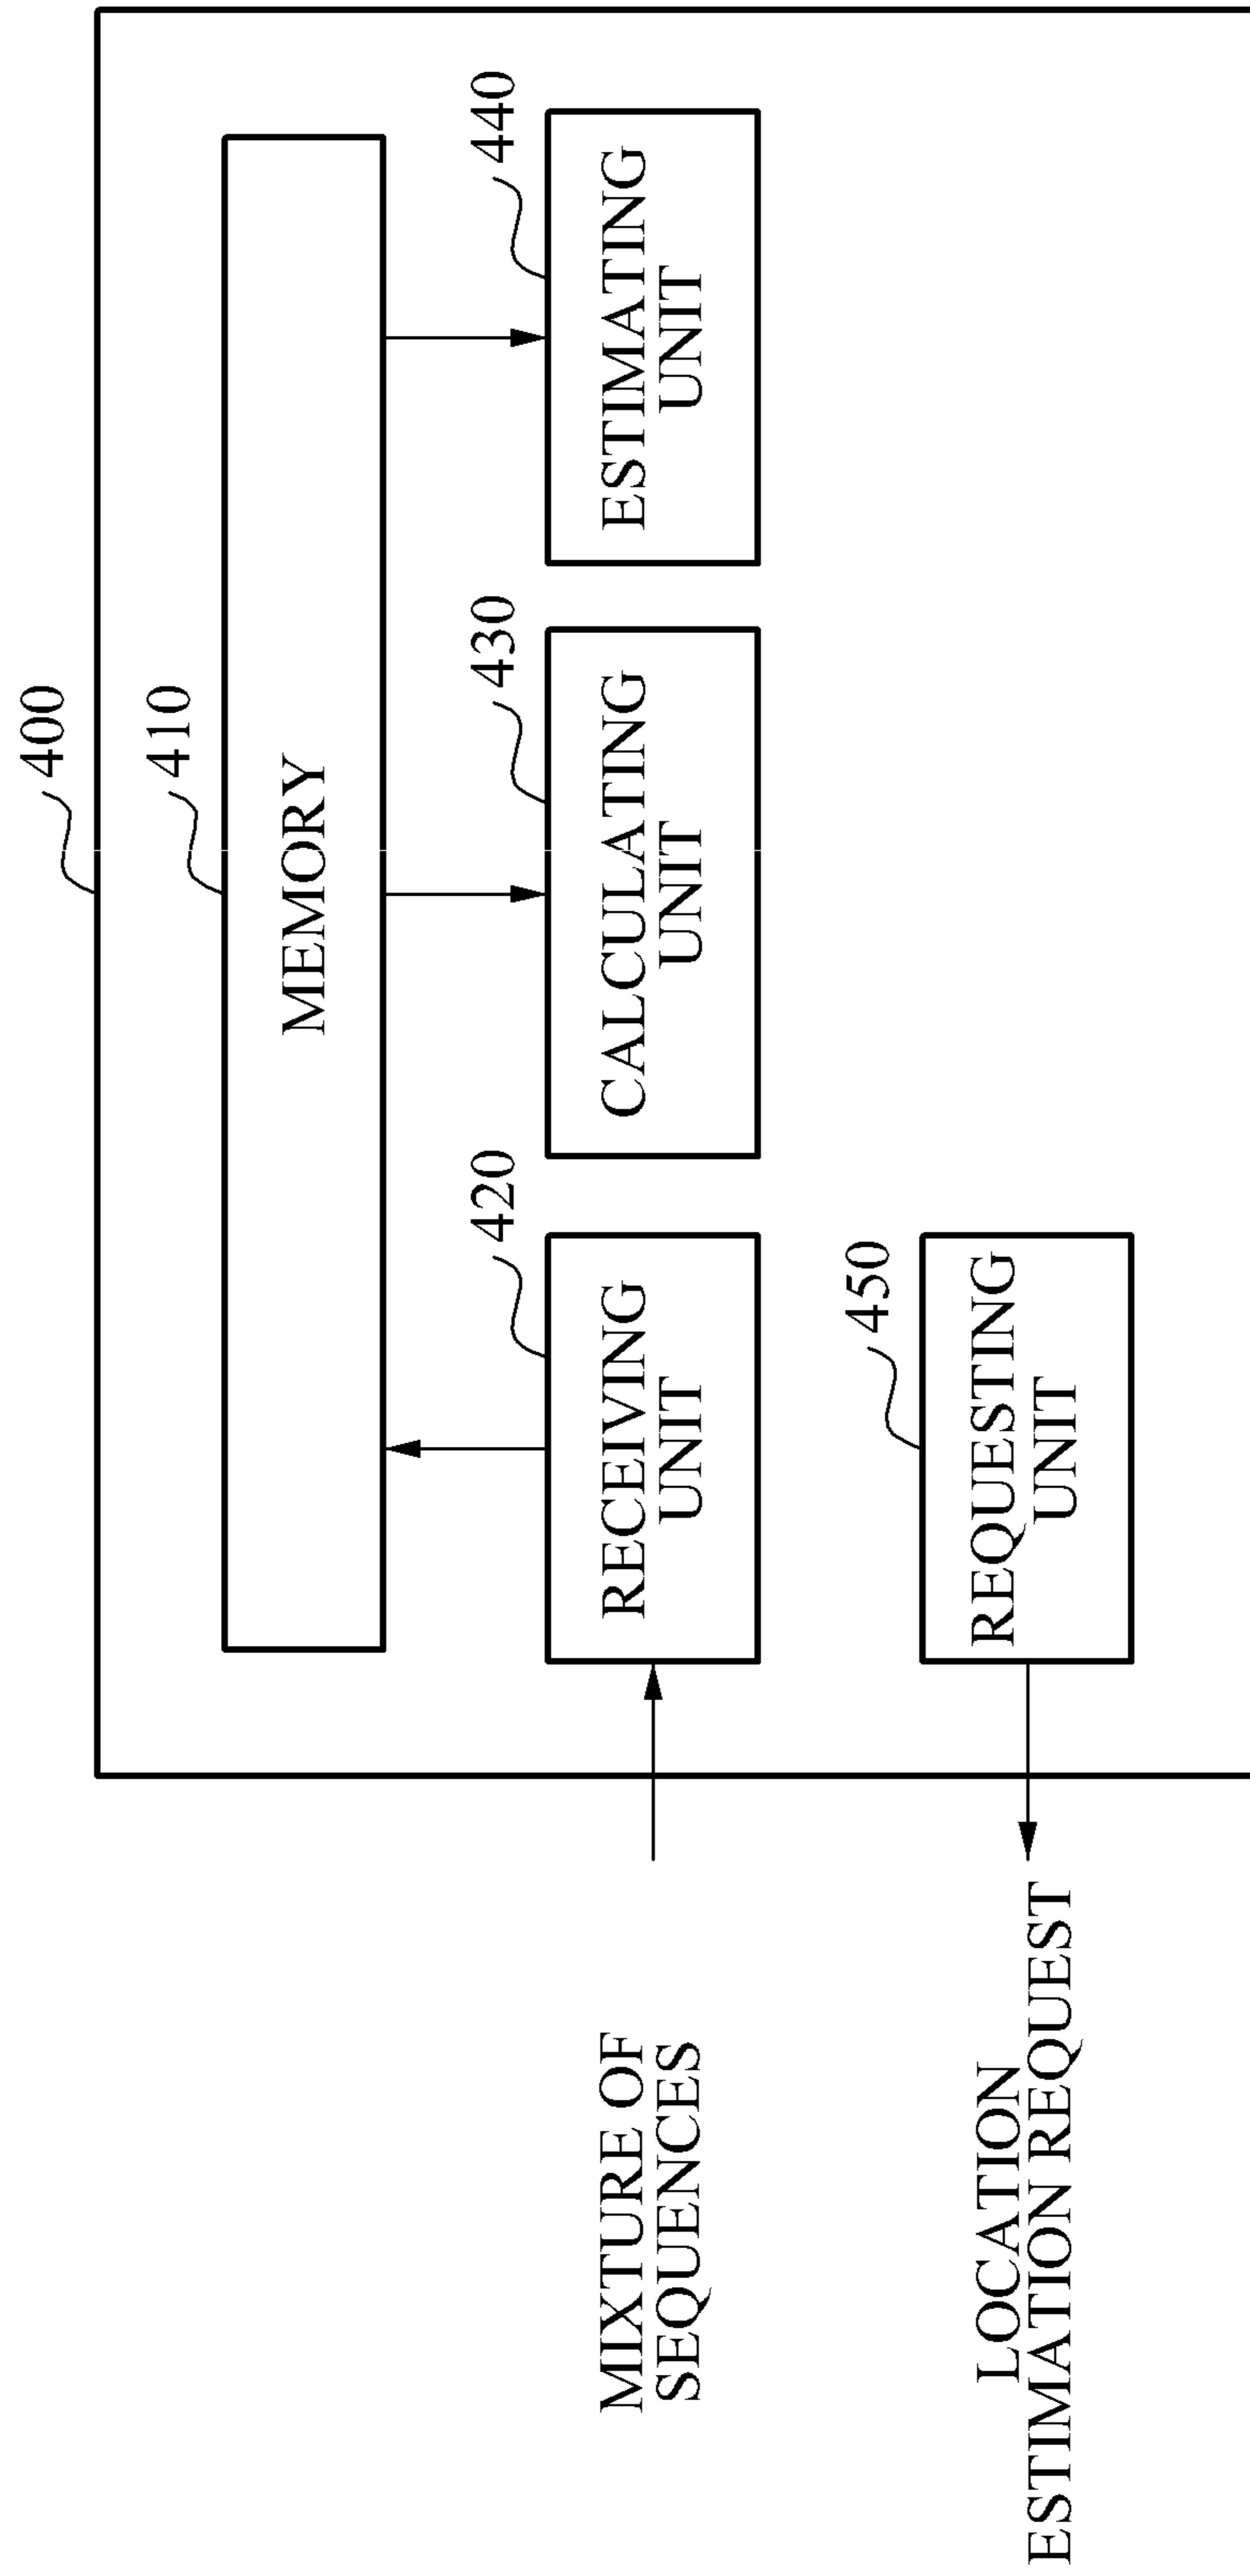 400
410
MEMORY
420
430
440
RECEIVING
UNIT
CALCULATING
UNIT
ESTIMATING
UNIT
MIXTURE OF
SEQUENCES
450
REQUESTING
UNIT
LOCATION
ESTIMATION REQUEST